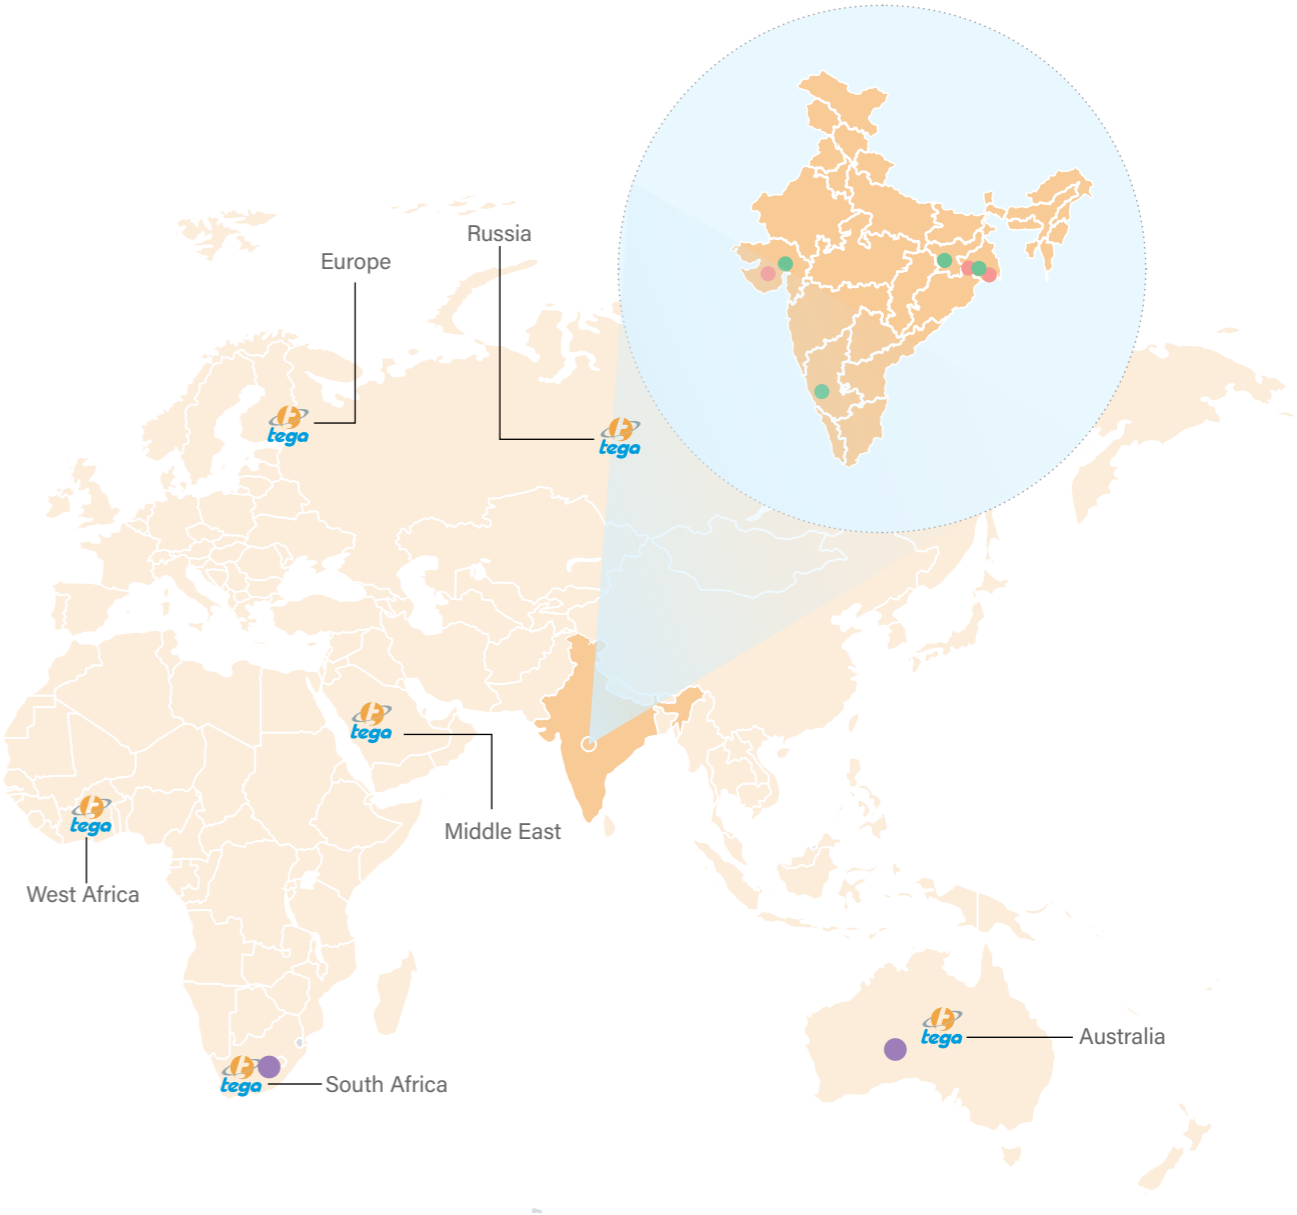 Russia
Europe
tega
tega
tega
Middle East
tega
West Africa
tega
Australia
tega
South Africa